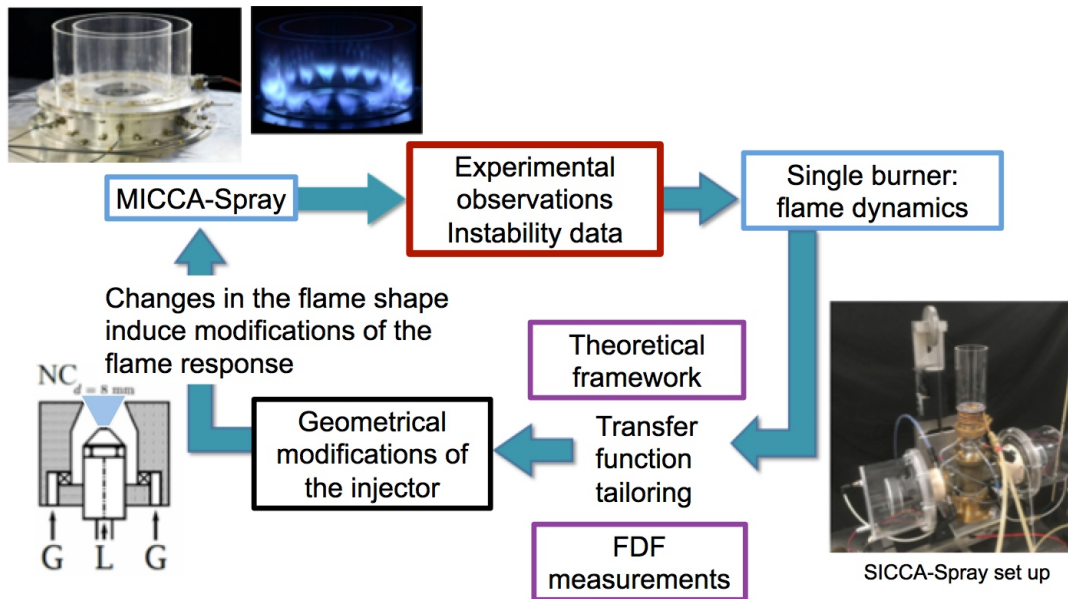 MICCA-Spray
Experimental
observations
Instability data
Single burner:
flame dynamics
Changes in the flame shape
induce modifications of the
flame response
Theoretical
framework
Transfer
function
tailoring
FDF
measurements
Geometrical
modifications of
the injector
NC
d = 8 mm
G L G
SICCA-Spray set up